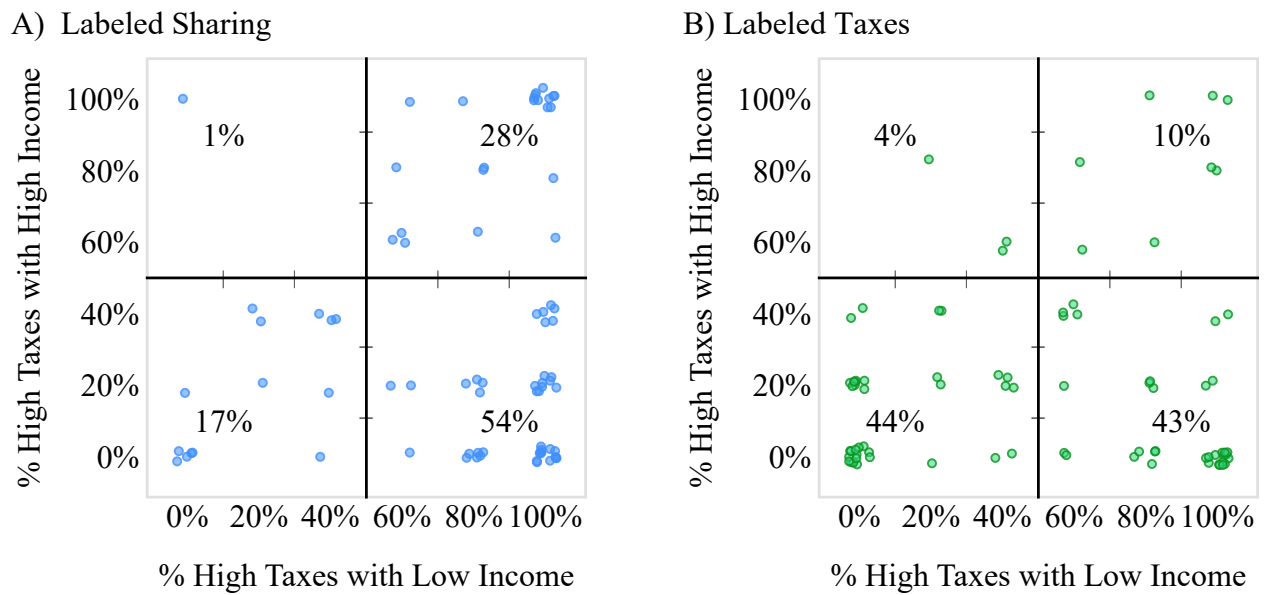 A) Labeled Sharing
% High Taxes with High Income
100%
80%
60%
40%
20%
0%
1%
28%
17%
54%
0% 20% 40% 60% 80% 100%
% High Taxes with Low Income
B) Labeled Taxes
% High Taxes with High Income
100%
80%
60%
40%
20%
0%
4%
10%
44%
43%
0% 20% 40% 60% 80% 100%
% High Taxes with Low Income